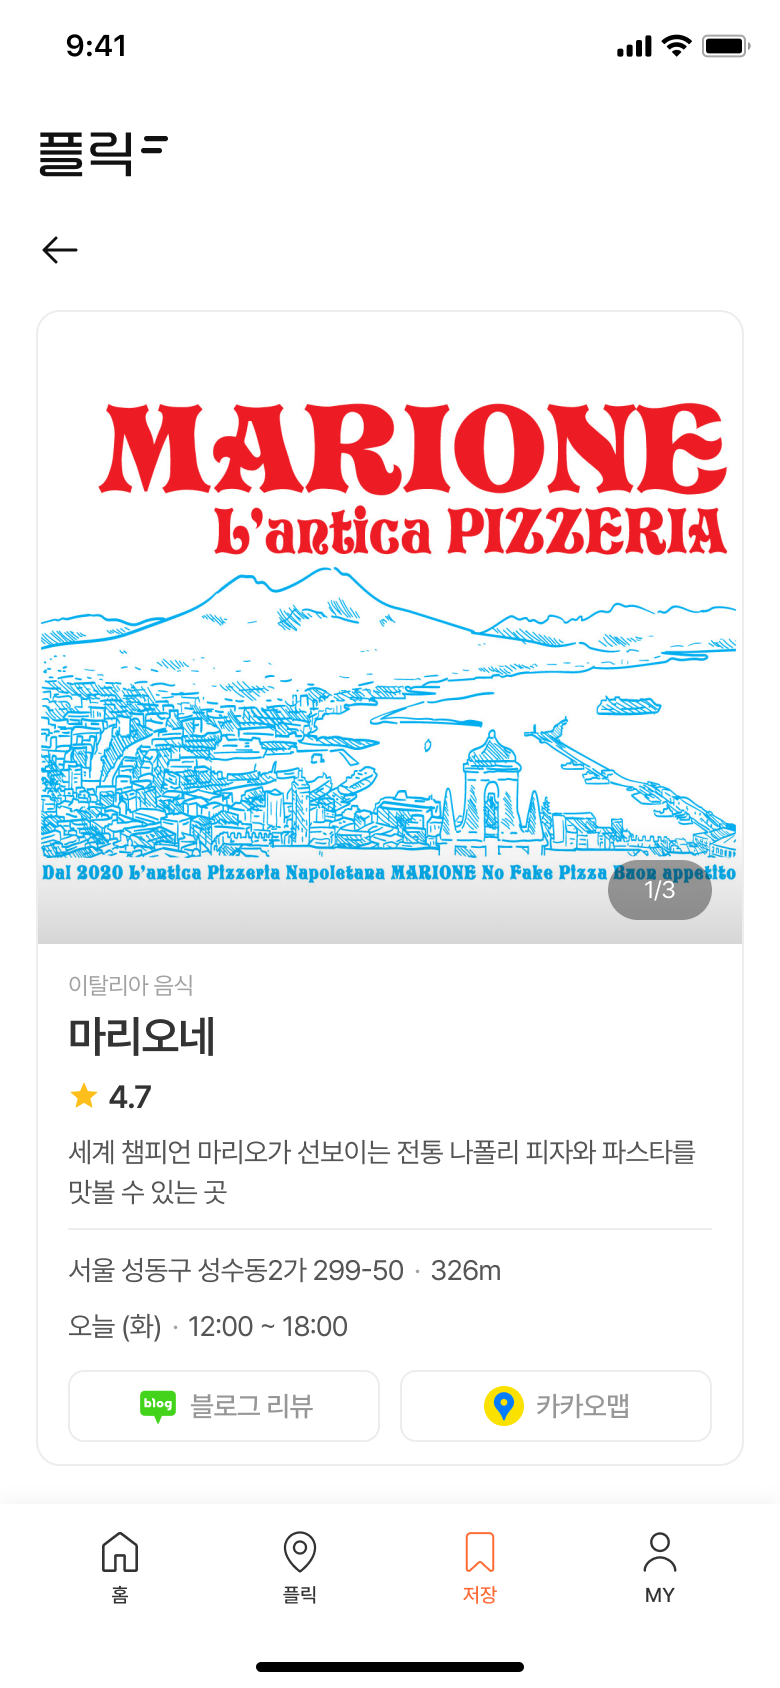 9:41
플릭
MARIONE
L'antica PIZZERIA
Dal 2020 L'antica Pizzeria Napoletana MARIONE No Fake Pizza Buon appetito
1/3
이탈리아 음식
마리오네
4.7
세계 챔피언 마리오가 선보이는 전통 나폴리 피자와 파스타를
맛볼 수 있는 곳
서울 성동구 성수동2가 299-50 · 326m
오늘 (화) · 12:00 ~ 18:00
blog 블로그 리뷰
카카오맵
홈
플릭
저장
MY